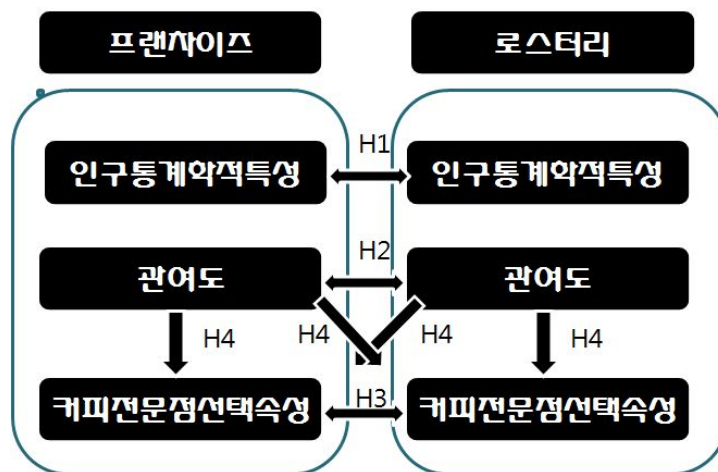 프랜차이즈 로스터리
인구통계학적특성 H1 인구통계학적특성
관여도 H2 관여도
H4 H4 H4 H4
커피전문점선택속성 H3 커피전문점선택속성